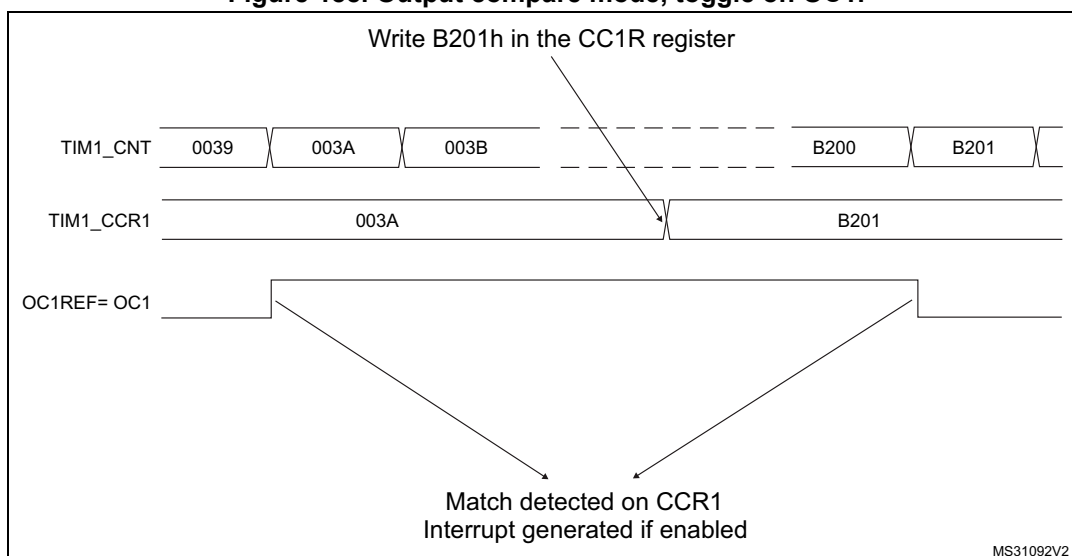 Write B201h in the CC1R register
TIM1_CNT 0039 003A 003B B200 B201
TIM1_CCR1 003A B201
OC1REF= OC1
Match detected on CCR1
Interrupt generated if enabled
MS31092V2